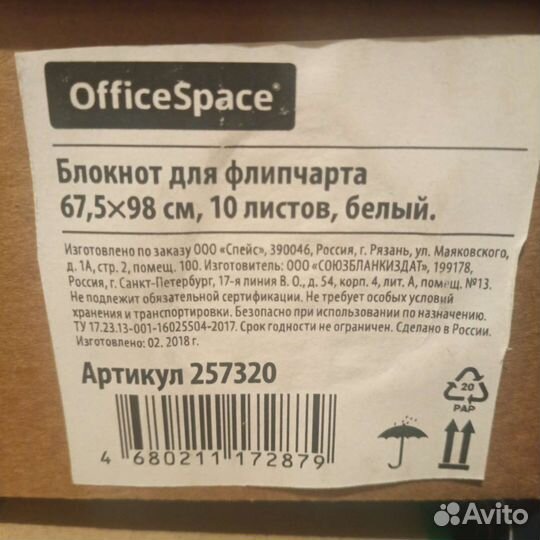 OfficeSpace®
Блокнот для флипчарта
67,5×98 см, 10 листов, белый.
Изготовлено по заказу ООО «Спейс», 390046, Россия, г. Рязань, ул. Маяковского,
д. 1А, стр. 2, помещ. 100. Изготовитель: ООО «СОЮЗБЛАНКИЗДАТ», 199178,
Россия, г. Санкт-Петербург, 17-я линия В. О., д. 54, корп. 4, лит. А, помещ. №13.
Не подлежит обязательной сертификации. Не требует особых условий
хранения и транспортировки. Безопасно при использовании по назначению.
ТУ 17.23.13-001-16025504-2017. Срок годности не ограничен. Сделано в России.
Изготовлено: 02. 2018 г.
Артикул 257320
20
PAP
4 680211 172879
Avito